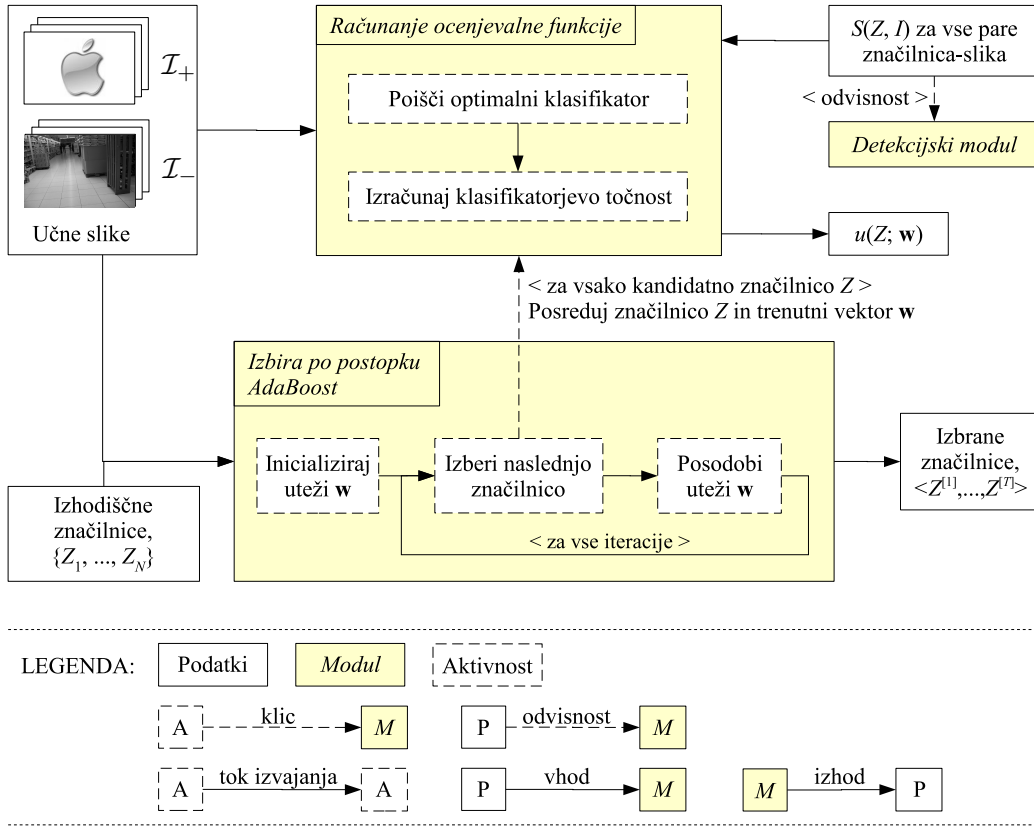 Računanje ocenjevalne funkcije
Poišči optimalni klasifikator
Izračunaj klasifikatorjevo točnost
I+
I−
Učne slike
S(Z, I) za vse pare
značilnica-slika
< odvisnost >
Detekcijski modul
u(Z; w)
< za vsako kandidatno značilnico Z >
Posreduj značilnico Z in trenutni vektor w
Izbira po postopku
AdaBoost
Inicializiraj
uteži w
Izberi naslednjo
značilnico
Posodobi
uteži w
< za vse iteracije >
Izhodiščne
značilnice,
{Z1, ..., ZN}
Izbrane
značilnice,
<Z[1],...,Z[T]>
LEGENDA:
Podatki
Modul
Aktivnost
A
klic
M
P
odvisnost
M
A
tok izvajanja
A
P
vhod
M
M
izhod
P